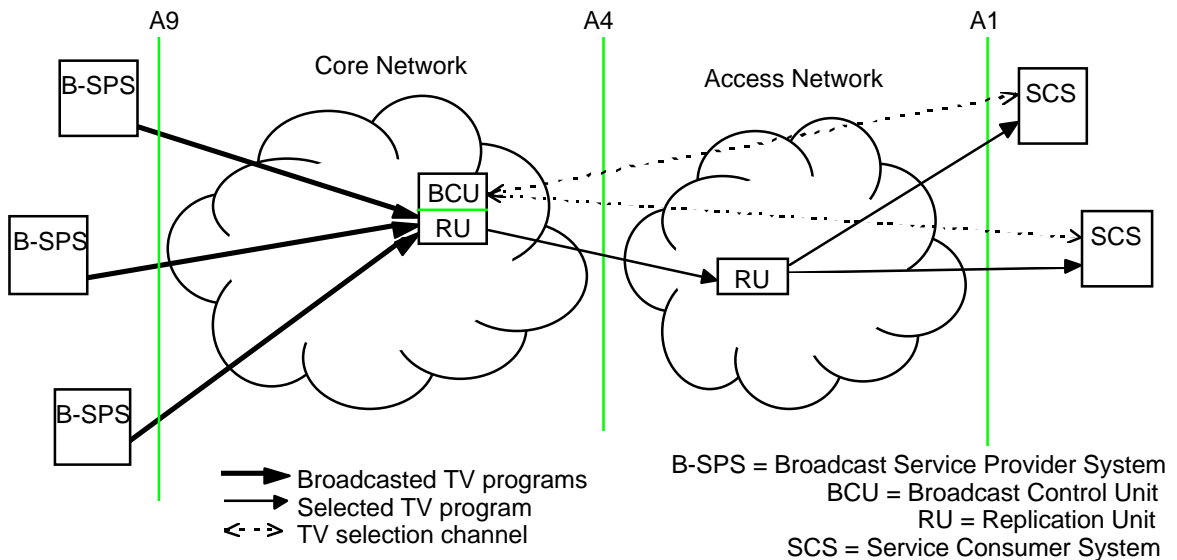 A9
A4
A1
Core Network
Access Network
B-SPS
SCS
BCU
RU
B-SPS
SCS
RU
B-SPS
Broadcasted TV programs
Selected TV program
TV selection channel
B-SPS = Broadcast Service Provider System
BCU = Broadcast Control Unit
RU = Replication Unit
SCS = Service Consumer System